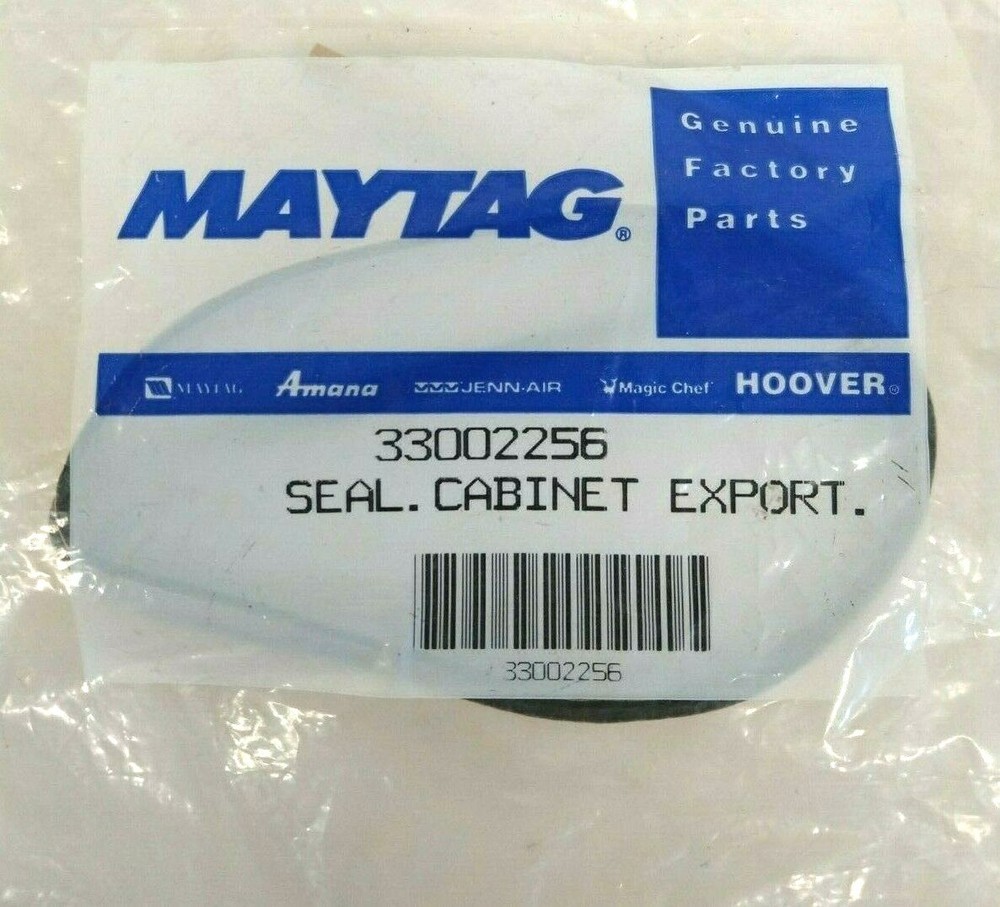 MAYTAG®
Genuine
Factory
Parts
MAYTAG Amana JENN-AIR Magic Chef HOOVER®
33002256
SEAL.CABINET EXPORT.
33002256